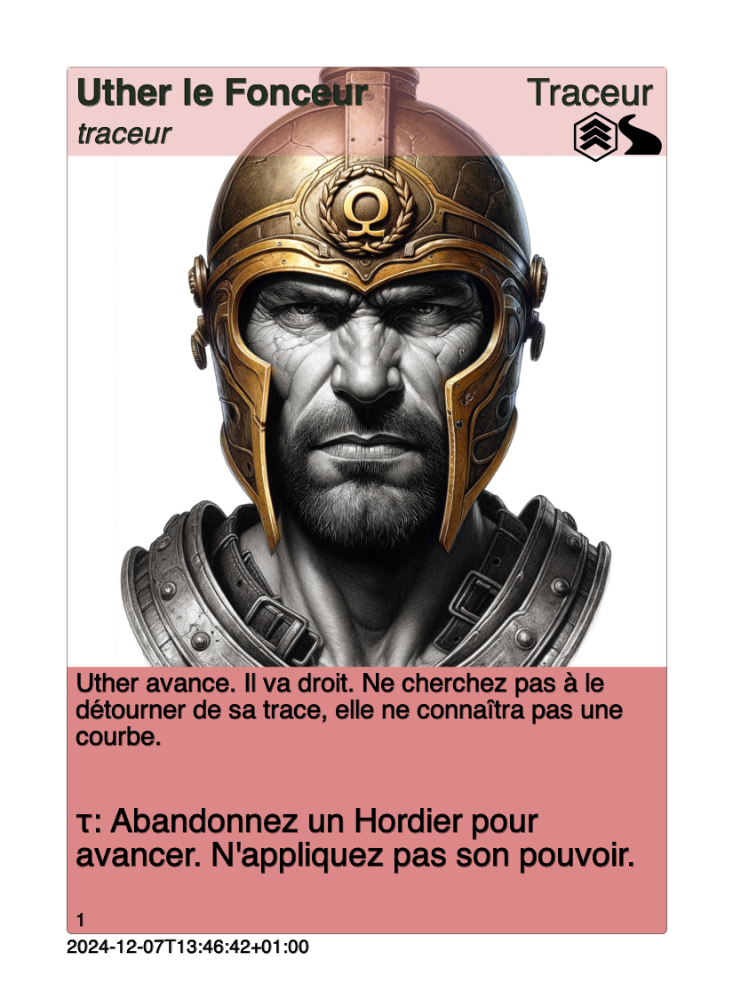 Uther le Fonceur
Traceur
traceur
Ω
Uther avance. Il va droit. Ne cherchez pas à le
détourner de sa trace, elle ne connaîtra pas une
courbe.
τ: Abandonnez un Hordier pour
avancer. N'appliquez pas son pouvoir.
1
2024-12-07T13:46:42+01:00